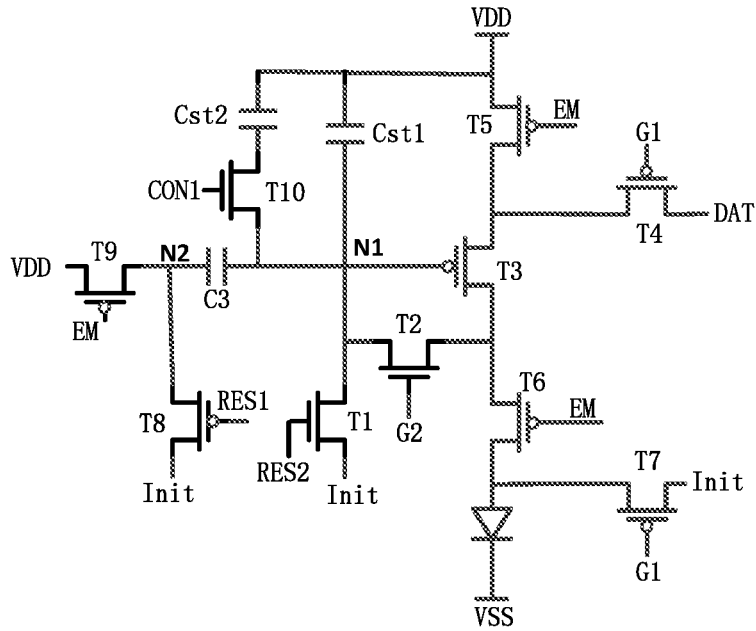 VDD
Cst2
Cst1
T5
EM
G1
CON1
T10
T4
DAT
T9
N2
N1
VDD
C3
T3
EM
T2
T6
RES1
EM
T8
T1
G2
RES2
T7
Init
Init
Init
G1
VSS